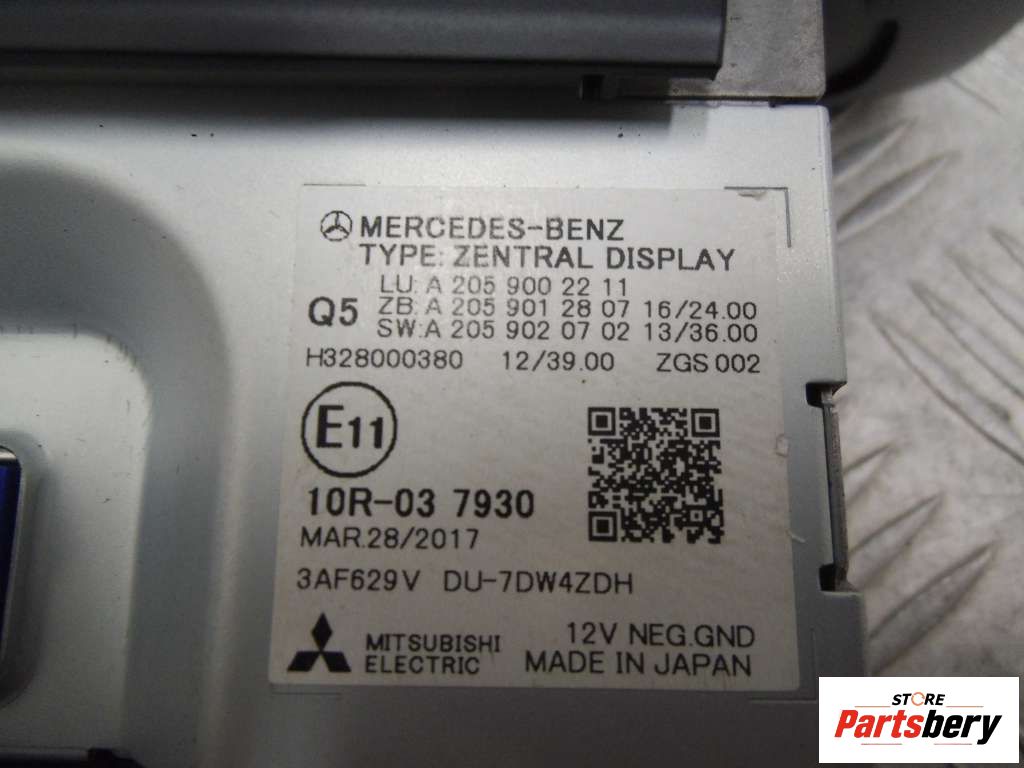 MERCEDES-BENZ
TYPE: ZENTRAL DISPLAY
LU: A 205 900 22 11
Q5 ZB: A 205 901 28 07 16/24.00
SW:A 205 902 07 02 13/36.00
H328000380 12/39.00 ZGS 002
E11
10R-03 7930
MAR.28/2017
3AF629V DU-7DW4ZDH
MITSUBISHI ELECTRIC
12V NEG.GND
MADE IN JAPAN
STORE
Partsbery